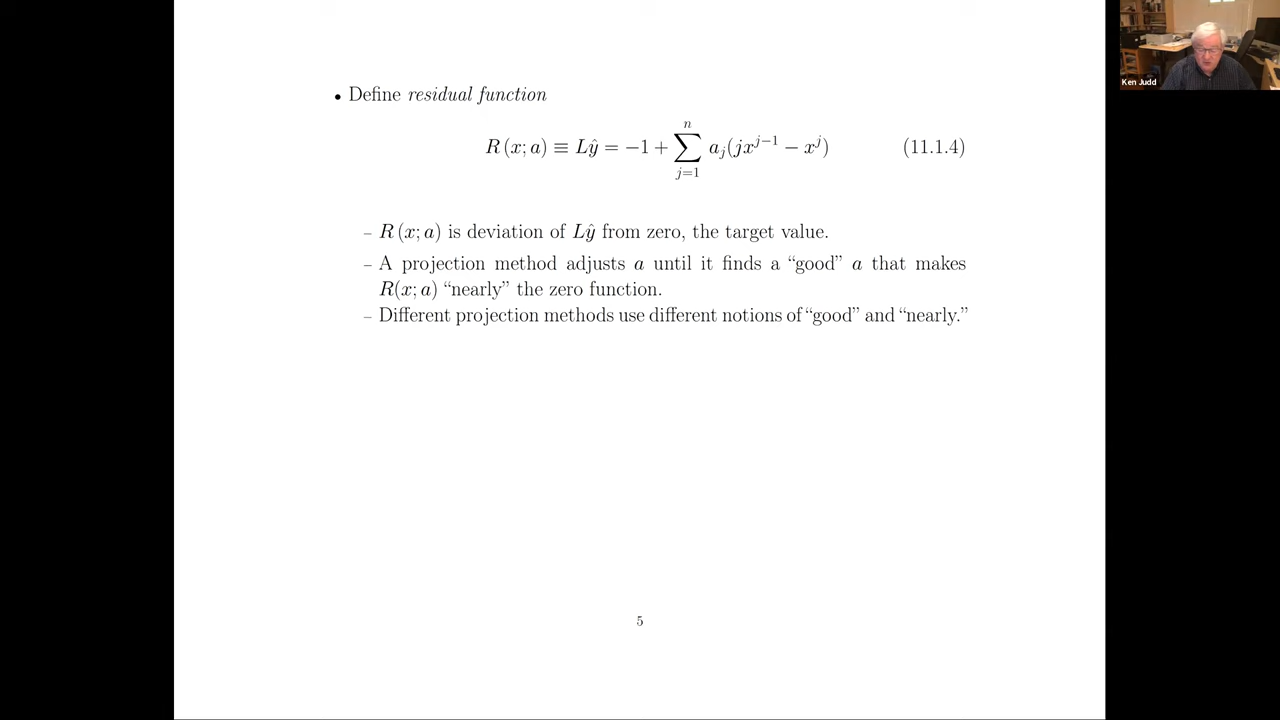 • Define residual function
n
R (x; a) ≡ Lŷ = −1 + ∑ a_j(jx^{j−1} − x^j) (11.1.4)
j=1
– R (x; a) is deviation of Lŷ from zero, the target value.
– A projection method adjusts a until it finds a “good” a that makes
R(x; a) “nearly” the zero function.
– Different projection methods use different notions of “good” and “nearly.”
5
Ken Judd